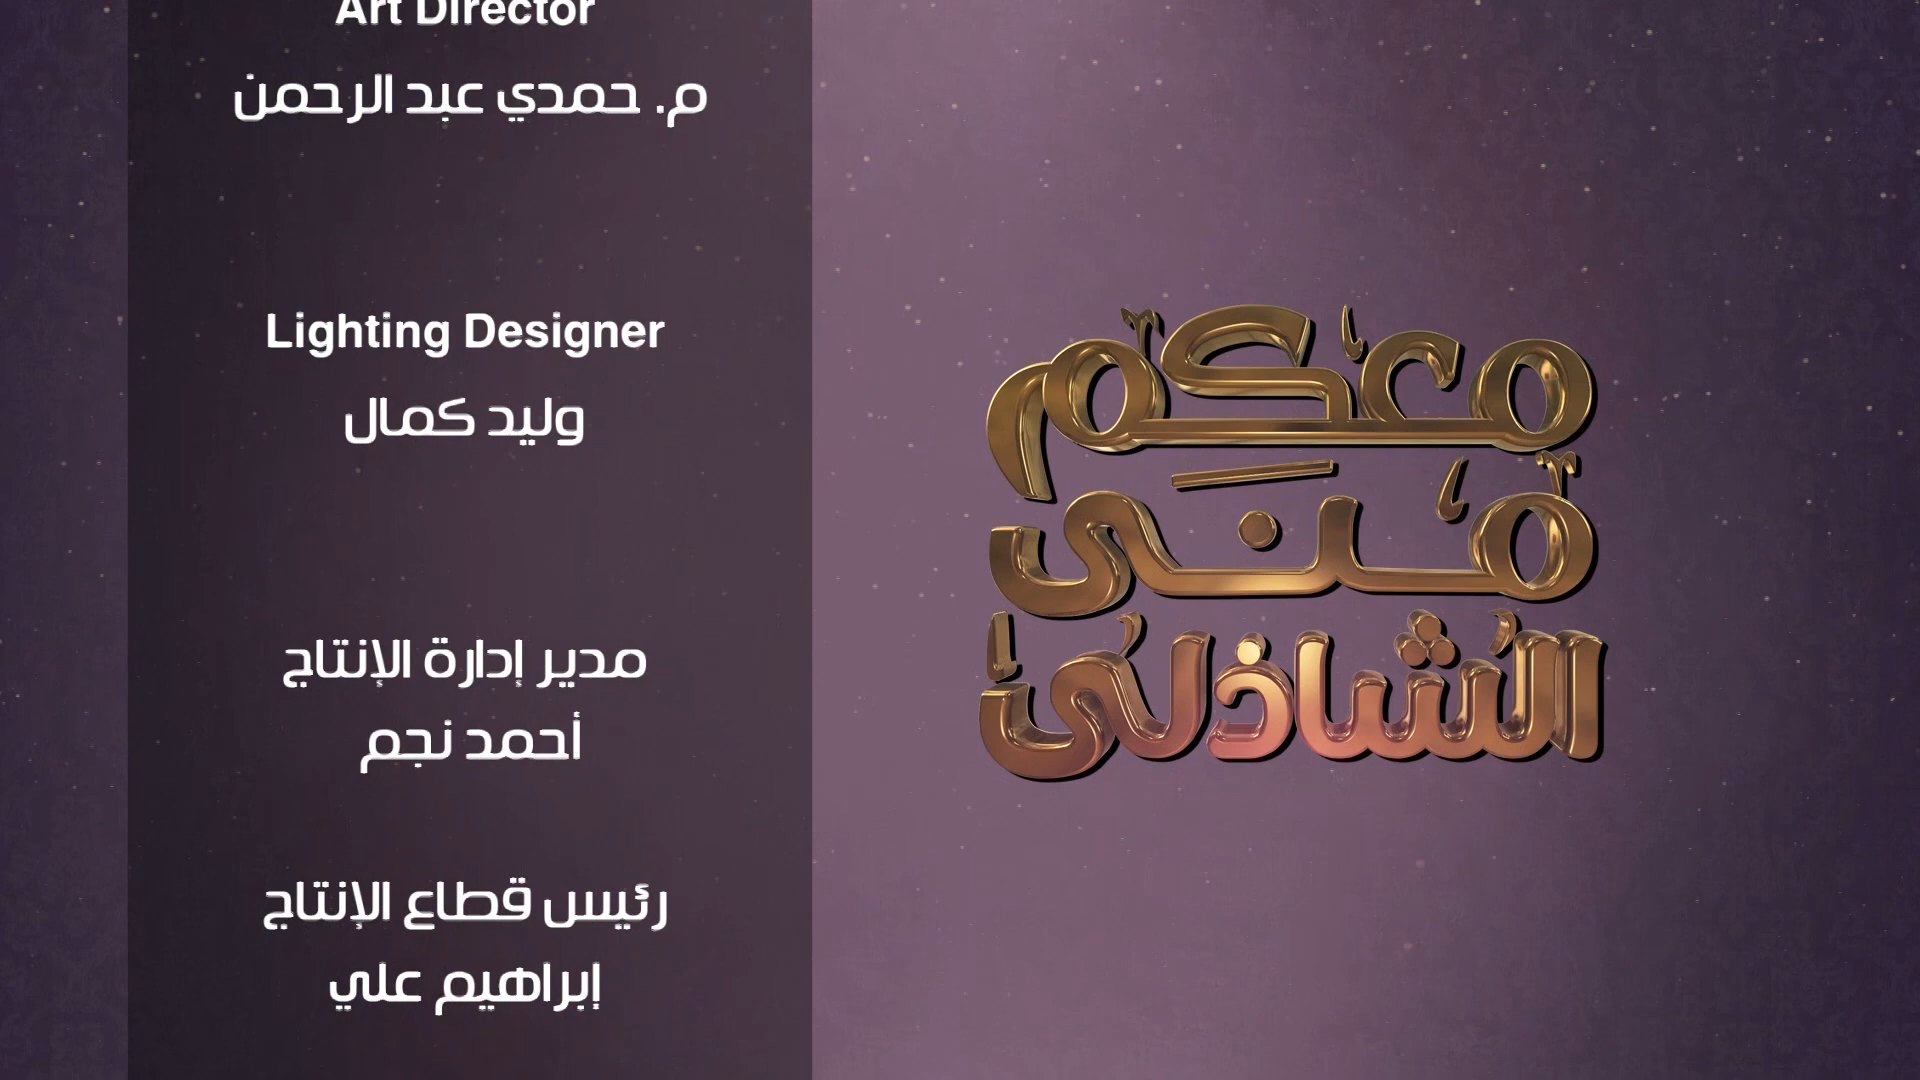 Art Director
م. حمدي عبد الرحمن
Lighting Designer
وليد كمال
مدير إدارة الإنتاج
أحمد نجم
رئيس قطاع الإنتاج
إبراهيم علي
معكم
منى
الشاذلى